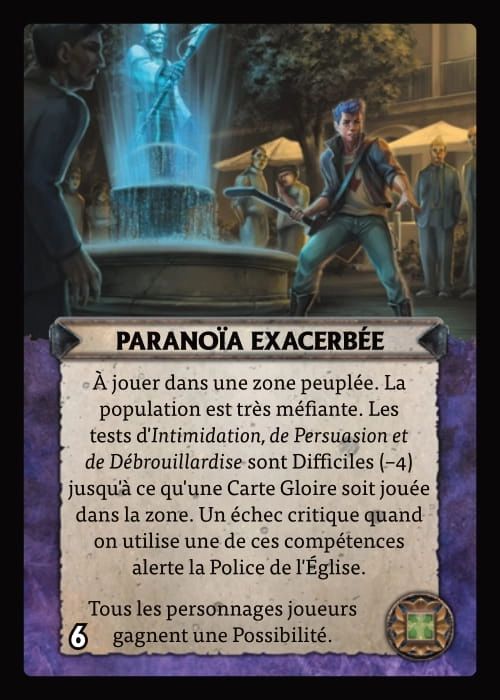 PARANOÏA EXACERBÉE
À jouer dans une zone peuplée. La
population est très méfiante. Les
tests d'Intimidation, de Persuasion et
de Débrouillardise sont Difficiles (–4)
jusqu'à ce qu'une Carte Gloire soit jouée
dans la zone. Un échec critique quand
on utilise une de ces compétences
alerte la Police de l'Église.
Tous les personnages joueurs
gagnent une Possibilité.
6